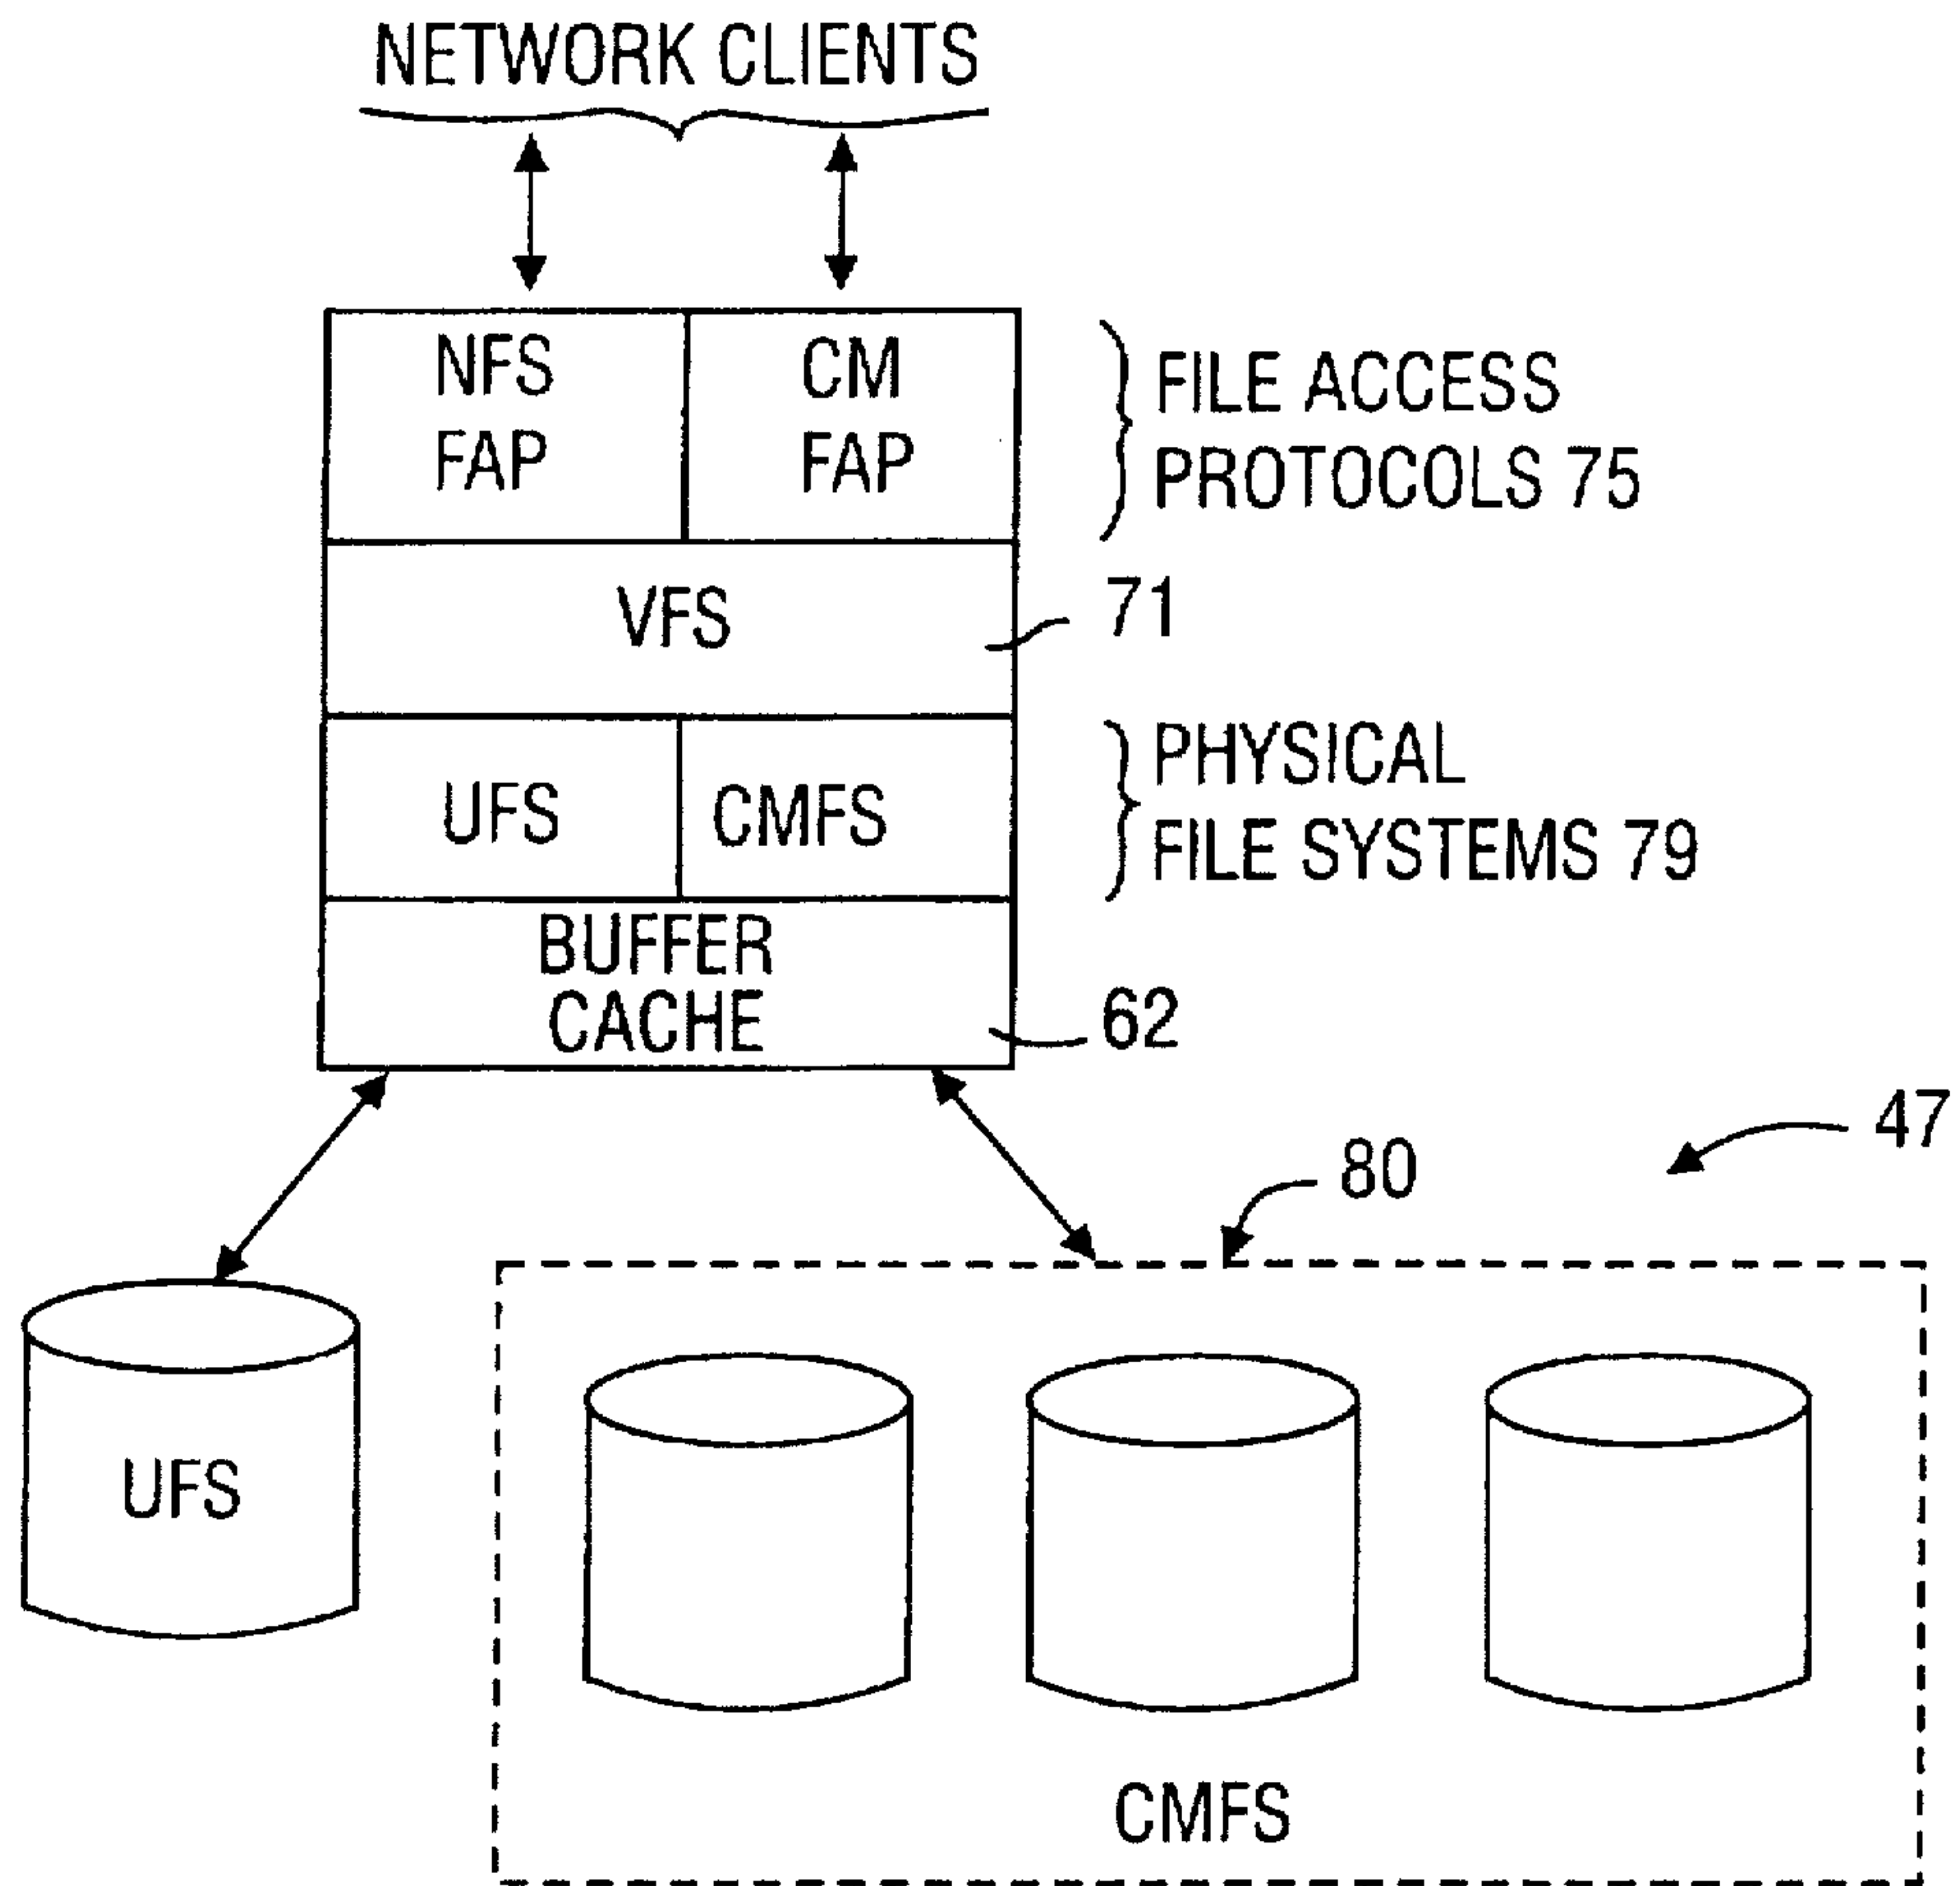 NETWORK CLIENTS
NFS
FAP
CM
FAP
FILE ACCESS
PROTOCOLS 75
VFS
71
UFS
CMFS
PHYSICAL
FILE SYSTEMS 79
BUFFER
CACHE
62
47
80
UFS
CMFS